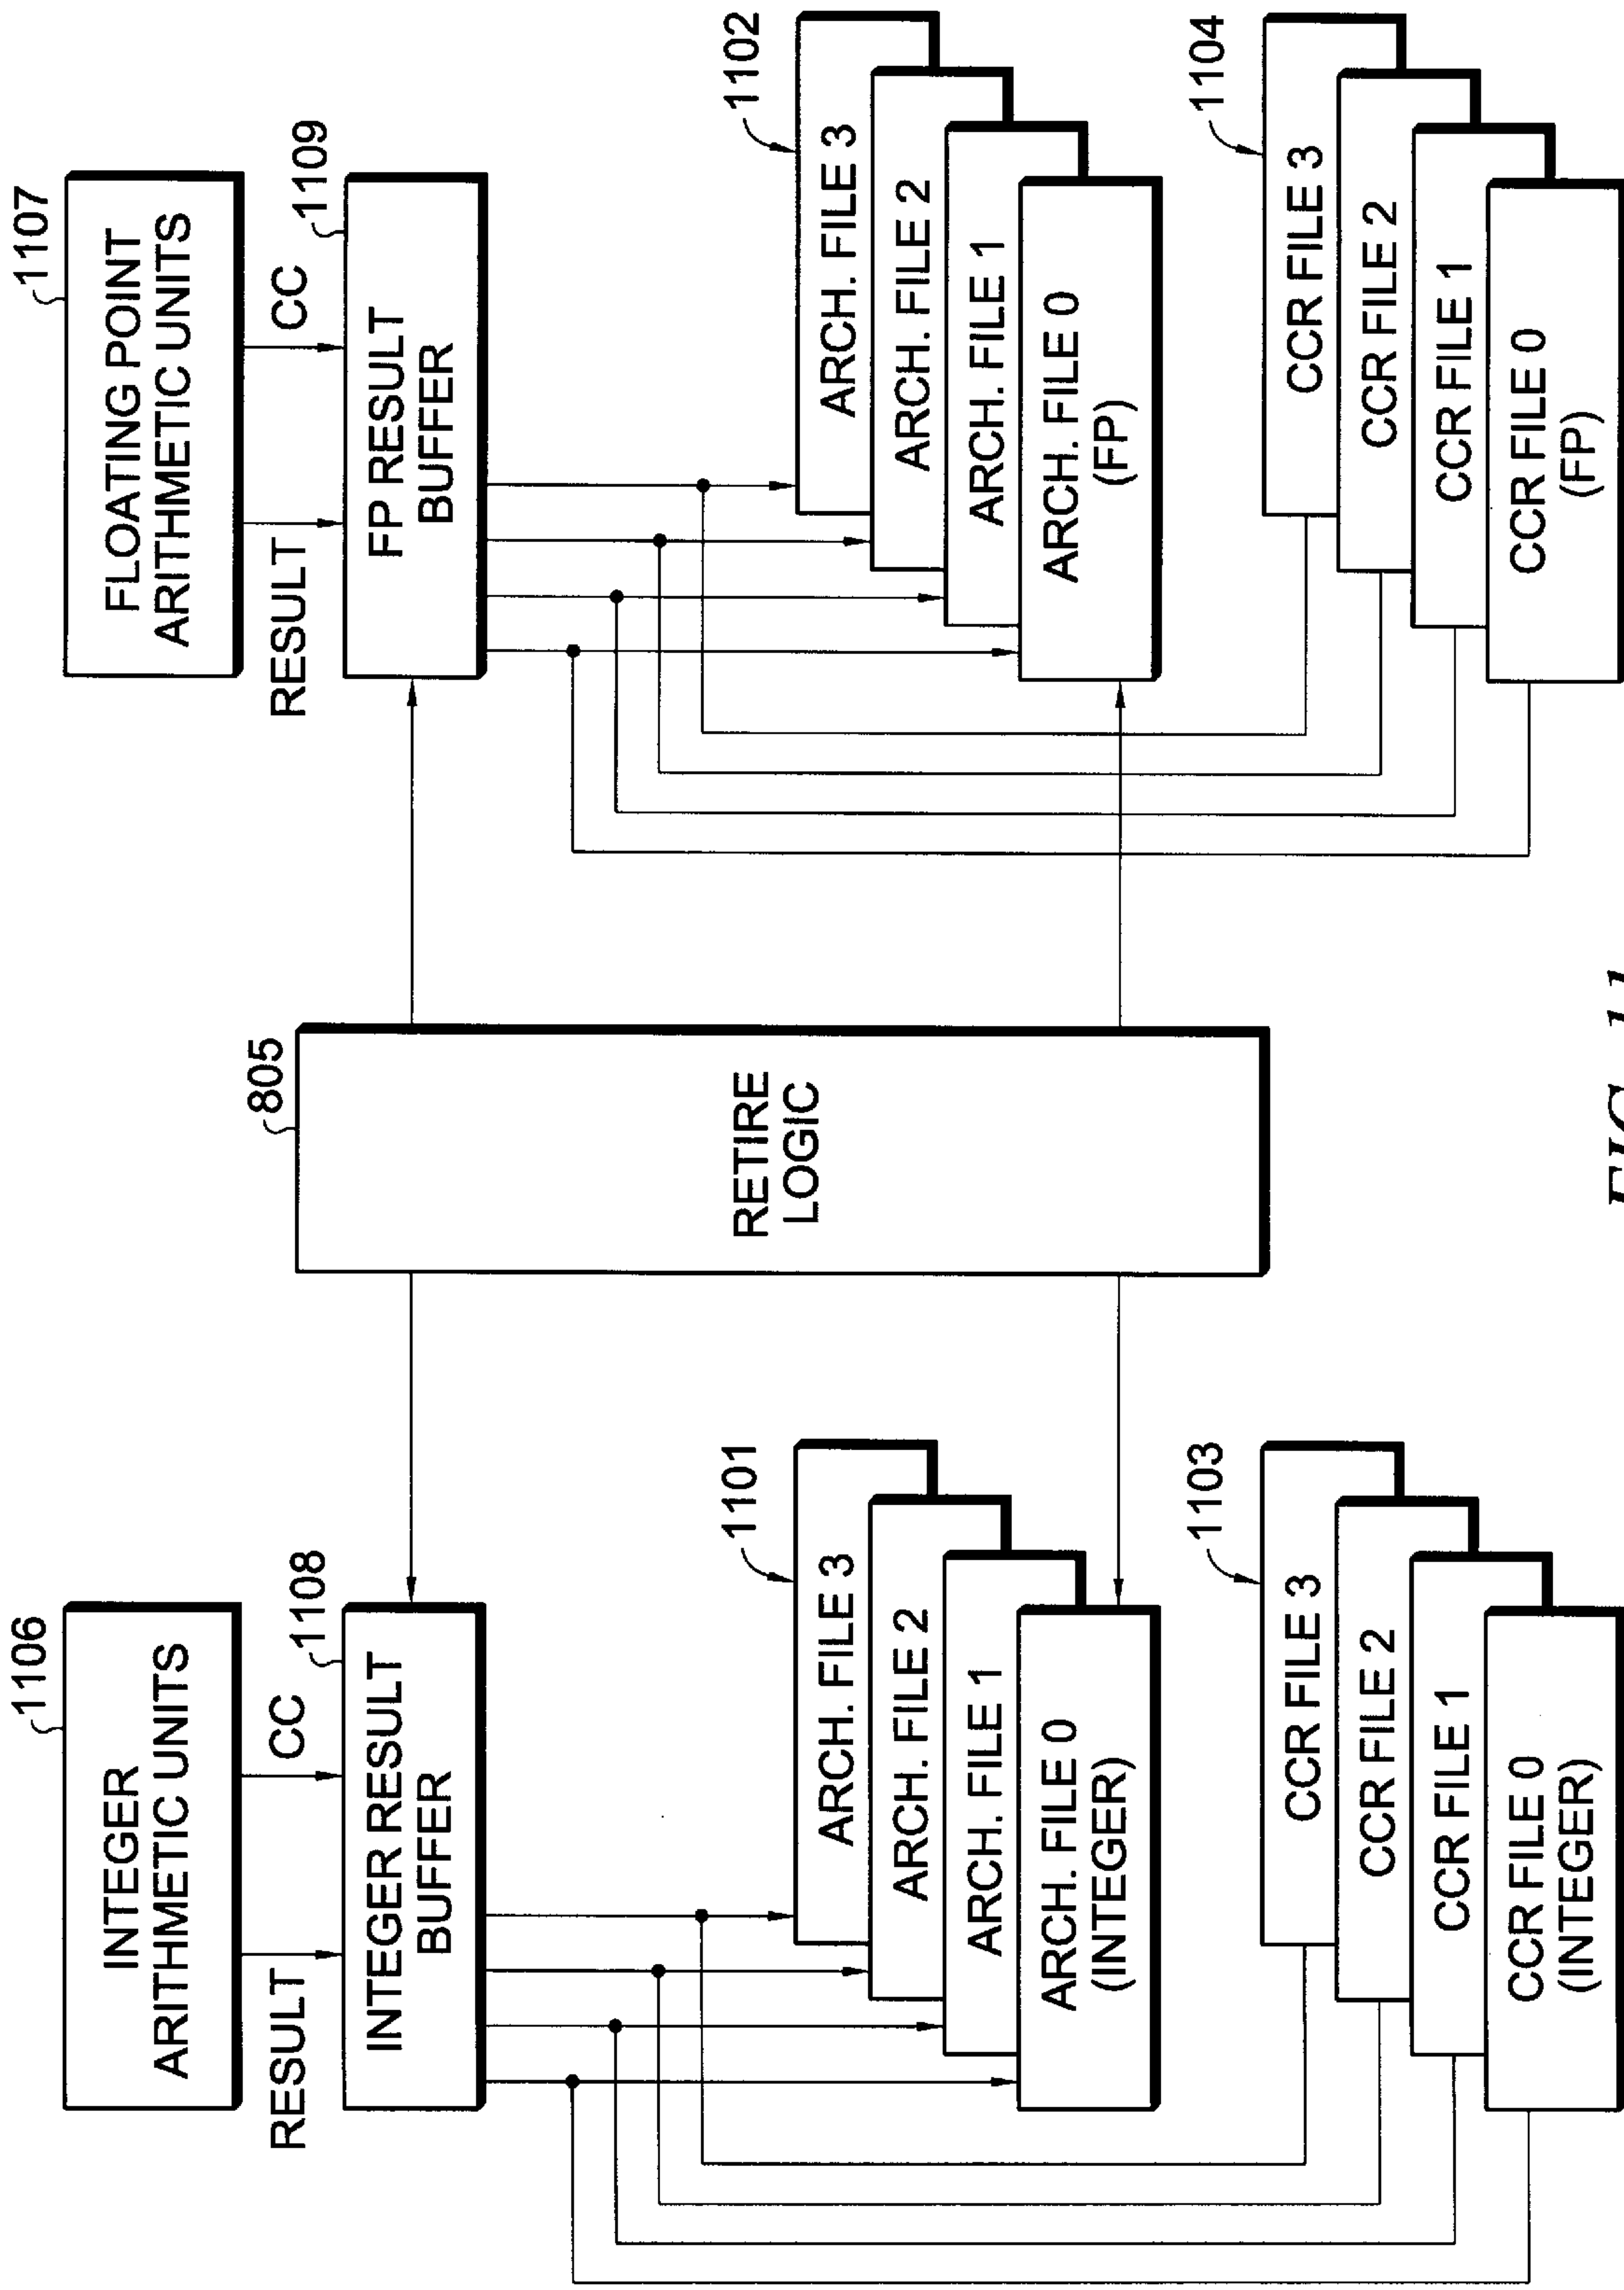 1106
INTEGER
ARITHMETIC UNITS
RESULT
CC
1108
INTEGER RESULT
BUFFER
1101
ARCH. FILE 3
ARCH. FILE 2
ARCH. FILE 1
ARCH. FILE 0
(INTEGER)
1103
CCR FILE 3
CCR FILE 2
CCR FILE 1
CCR FILE 0
(INTEGER)
805
RETIRE
LOGIC
1107
FLOATING POINT
ARITHMETIC UNITS
RESULT
CC
1109
FP RESULT
BUFFER
1102
ARCH. FILE 3
ARCH. FILE 2
ARCH. FILE 1
ARCH. FILE 0
(FP)
1104
CCR FILE 3
CCR FILE 2
CCR FILE 1
CCR FILE 0
(FP)
FIG. 11